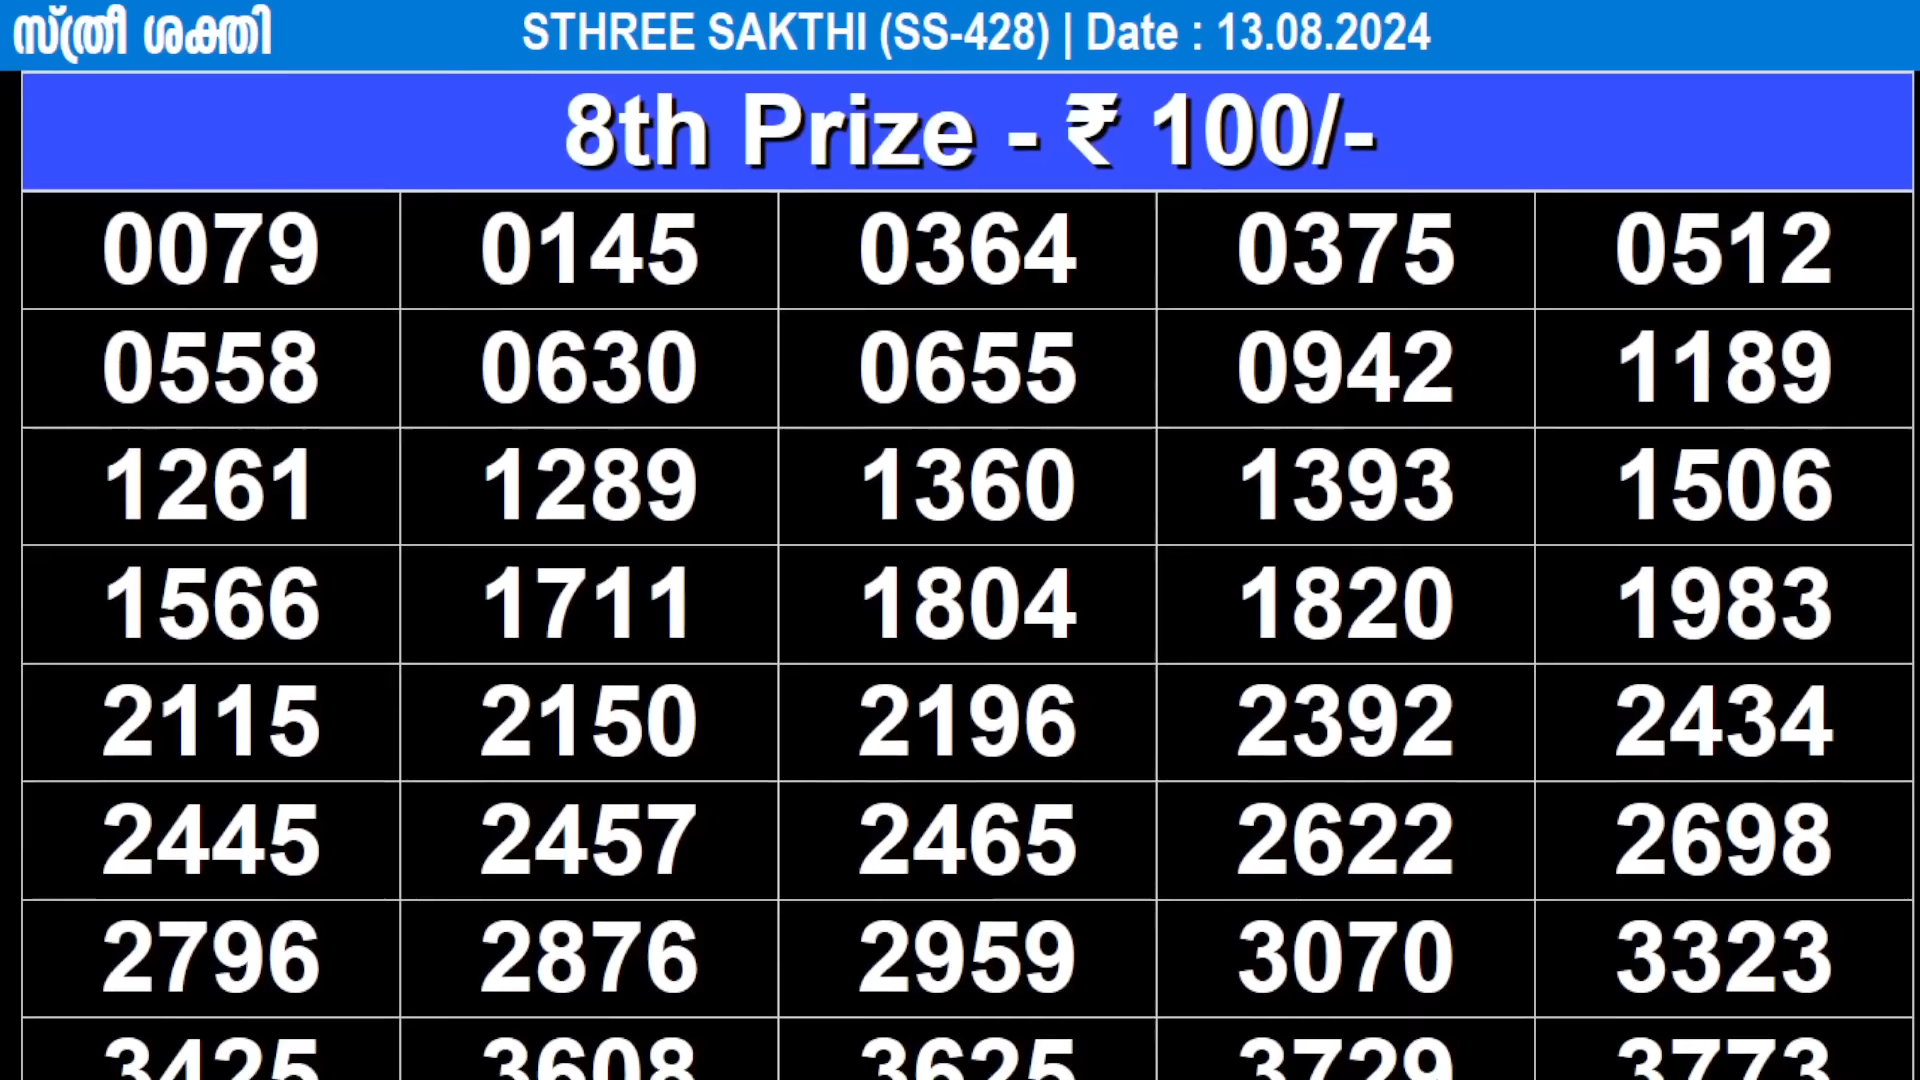 സ്ത്രീ ശക്തി STHREE SAKTHI (SS-428) | Date : 13.08.2024
8th Prize - ₹ 100/-
0079 0145 0364 0375 0512
0558 0630 0655 0942 1189
1261 1289 1360 1393 1506
1566 1711 1804 1820 1983
2115 2150 2196 2392 2434
2445 2457 2465 2622 2698
2796 2876 2959 3070 3323
3425 3608 3625 3729 3773